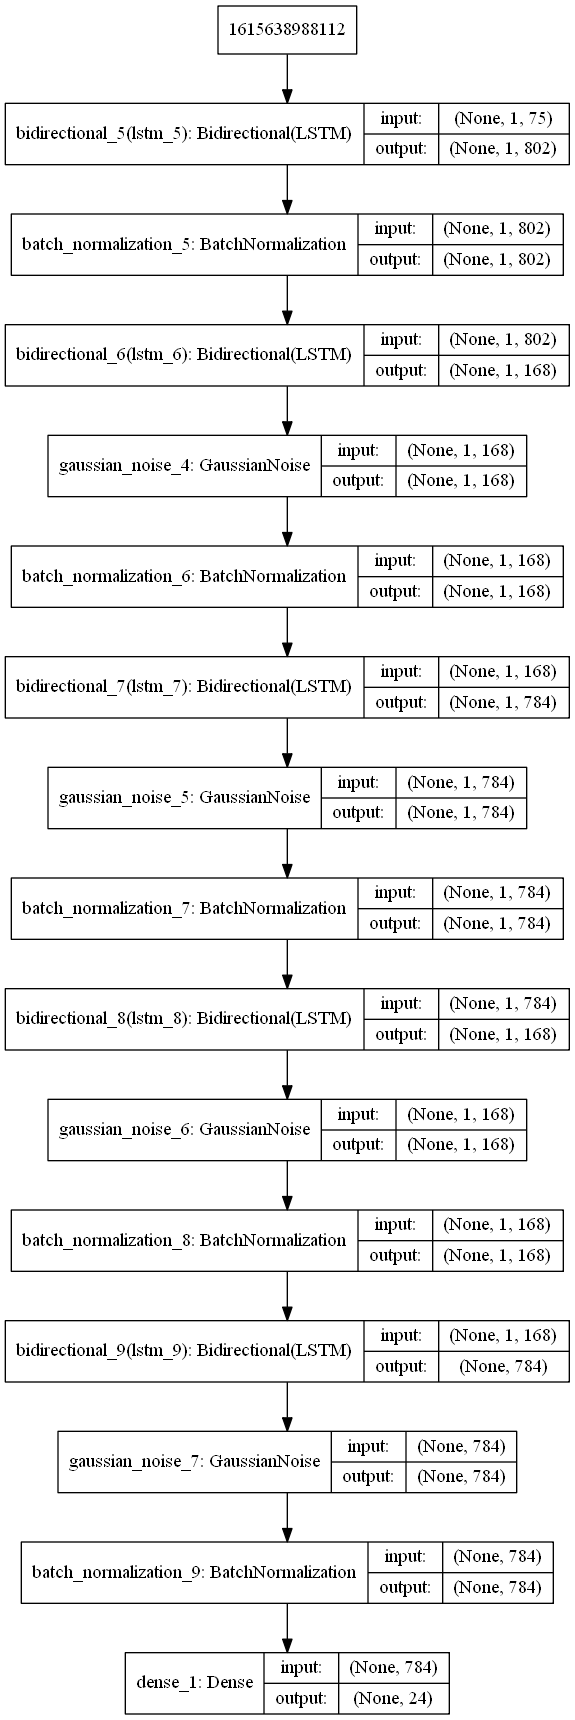 1615638988112
bidirectional_5(lstm_5): Bidirectional(LSTM) input: (None, 1, 75)
output: (None, 1, 802)
batch_normalization_5: BatchNormalization input: (None, 1, 802)
output: (None, 1, 802)
bidirectional_6(lstm_6): Bidirectional(LSTM) input: (None, 1, 802)
output: (None, 1, 168)
gaussian_noise_4: GaussianNoise input: (None, 1, 168)
output: (None, 1, 168)
batch_normalization_6: BatchNormalization input: (None, 1, 168)
output: (None, 1, 168)
bidirectional_7(lstm_7): Bidirectional(LSTM) input: (None, 1, 168)
output: (None, 1, 784)
gaussian_noise_5: GaussianNoise input: (None, 1, 784)
output: (None, 1, 784)
batch_normalization_7: BatchNormalization input: (None, 1, 784)
output: (None, 1, 784)
bidirectional_8(lstm_8): Bidirectional(LSTM) input: (None, 1, 784)
output: (None, 1, 168)
gaussian_noise_6: GaussianNoise input: (None, 1, 168)
output: (None, 1, 168)
batch_normalization_8: BatchNormalization input: (None, 1, 168)
output: (None, 1, 168)
bidirectional_9(lstm_9): Bidirectional(LSTM) input: (None, 1, 168)
output: (None, 784)
gaussian_noise_7: GaussianNoise input: (None, 784)
output: (None, 784)
batch_normalization_9: BatchNormalization input: (None, 784)
output: (None, 784)
dense_1: Dense input: (None, 784)
output: (None, 24)